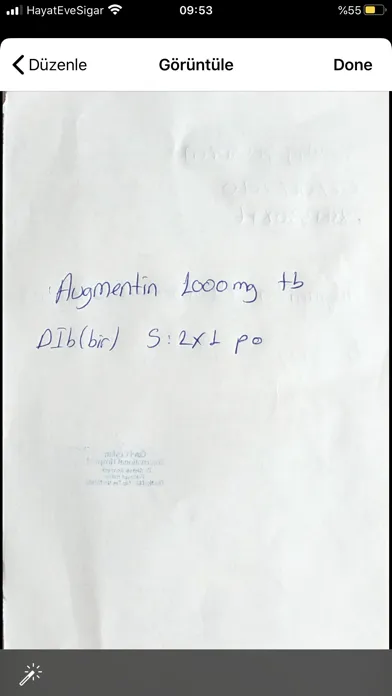 HayatEveSigar 09:53 %55
Düzenle Görüntüle Done
Augmentin 1000mg tb
DIb(bir) S:2x1 po